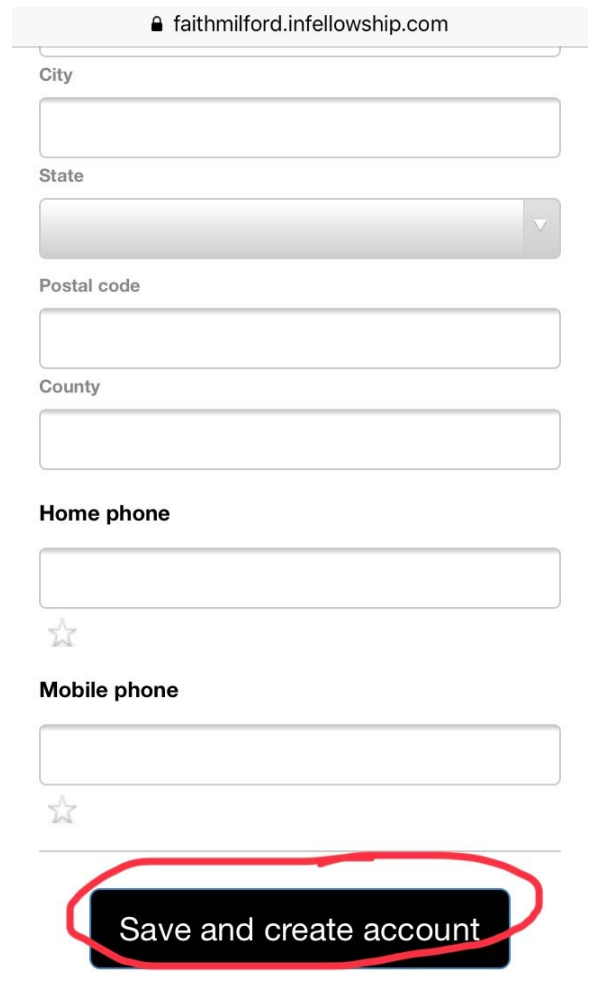 faithmilford.infellowship.com
City
State
Postal code
County
Home phone
Mobile phone
Save and create account